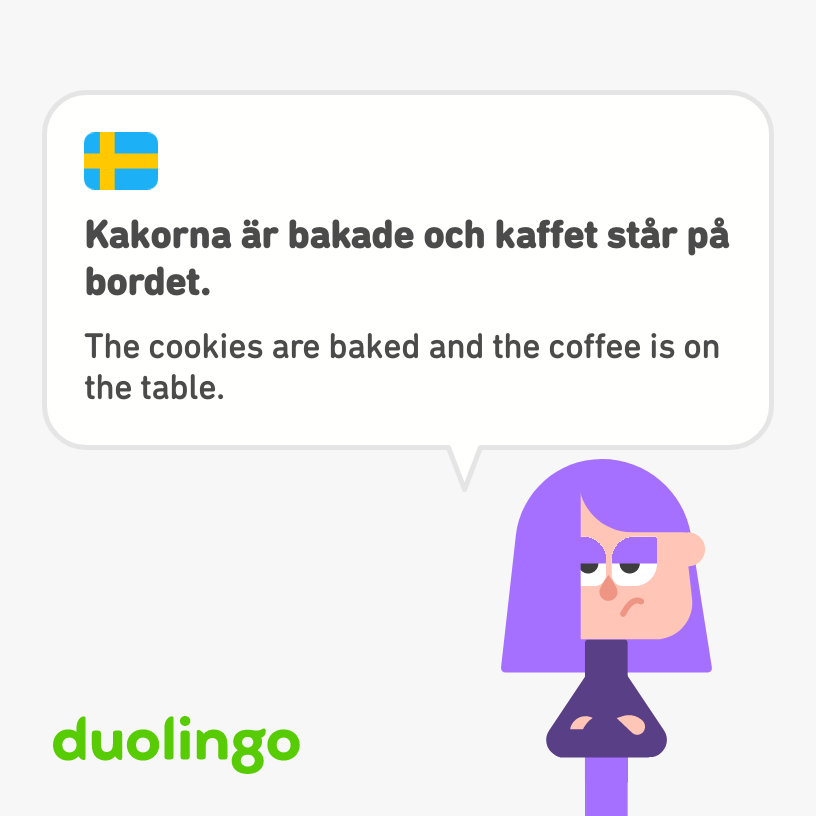 Kakorna är bakade och kaffet står på
bordet.
The cookies are baked and the coffee is on
the table.
duolingo